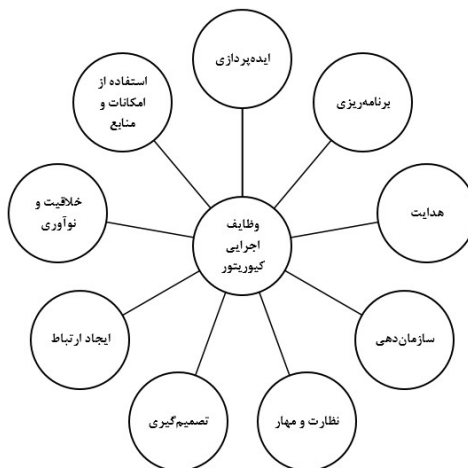 ایده‌پردازی
برنامه‌ریزی
هدایت
سازمان‌دهی
نظارت و مهار
تصمیم‌گیری
ایجاد ارتباط
خلاقیت و
نوآوری
استفاده از
امکانات و
منابع
وظایف
اجرایی
کیوریتور